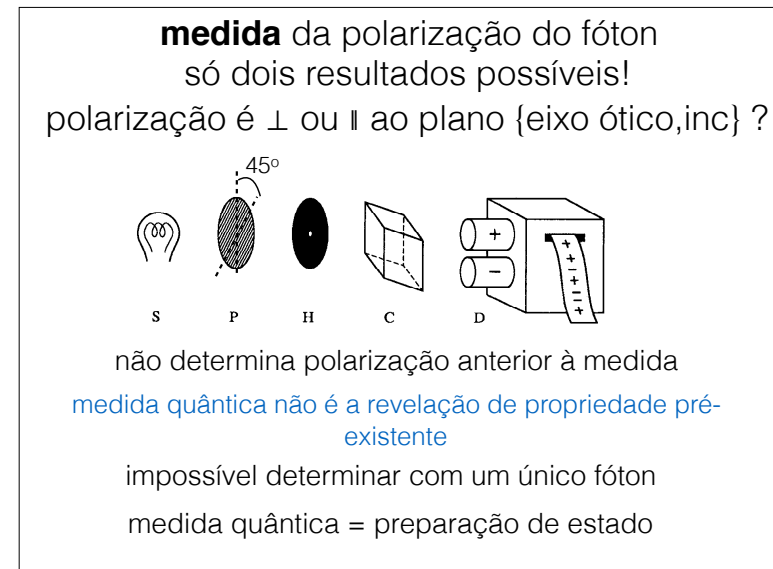 medida da polarização do fóton
só dois resultados possíveis!
polarização é ⊥ ou ∥ ao plano {eixo ótico,inc} ?
45º
+
−
+
+
−
+
−
+
S P H C D
não determina polarização anterior à medida
medida quântica não é a revelação de propriedade pré-
existente
impossível determinar com um único fóton
medida quântica = preparação de estado